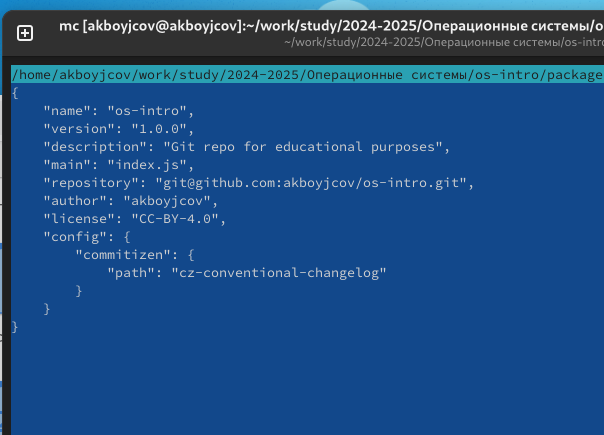 mc [akboyjcov@akboyjcov]:~/work/study/2024-2025/Операционные системы/o
~/work/study/2024-2025/Операционные системы/os-intro
/home/akboyjcov/work/study/2024-2025/Операционные системы/os-intro/package
{
    "name": "os-intro",
    "version": "1.0.0",
    "description": "Git repo for educational purposes",
    "main": "index.js",
    "repository": "git@github.com:akboyjcov/os-intro.git",
    "author": "akboyjcov",
    "license": "CC-BY-4.0",
    "config": {
        "commitizen": {
            "path": "cz-conventional-changelog"
        }
    }
}